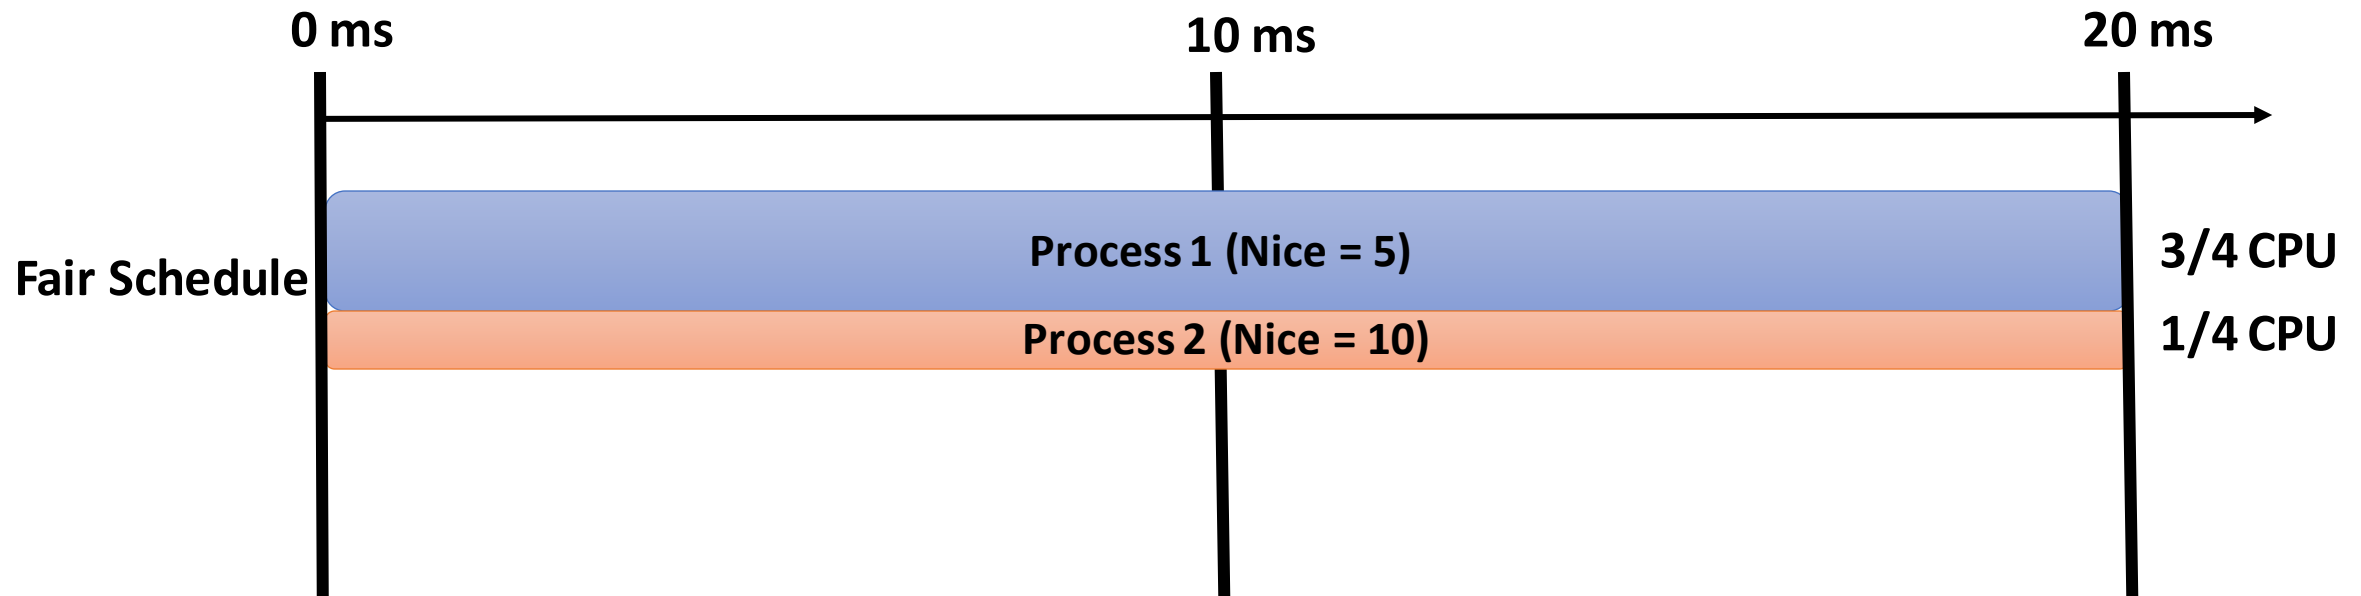 0 ms
10 ms
20 ms
Fair Schedule
Process 1 (Nice = 5)
3/4 CPU
Process 2 (Nice = 10)
1/4 CPU